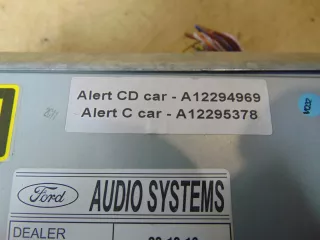 Alert CD car - A12294969
Alert C car - A12295378
Ford
AUDIO SYSTEMS
DEALER